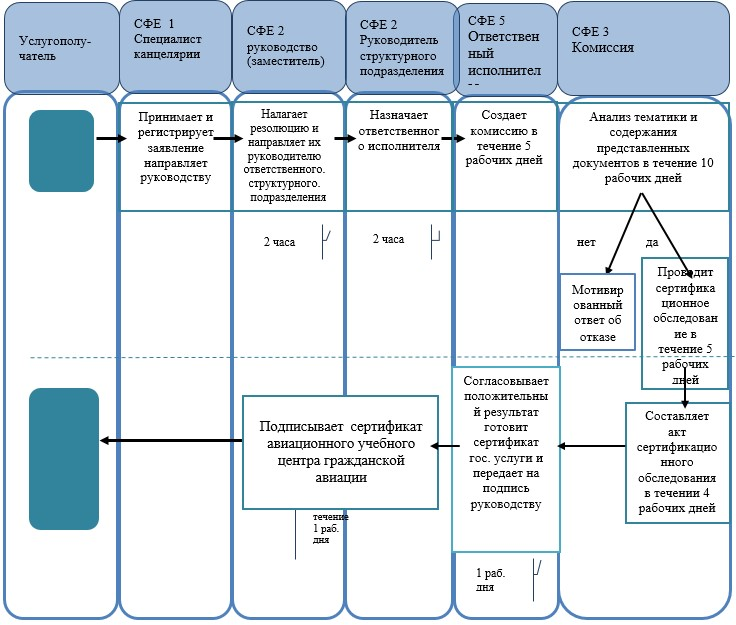 Услугополу-
чатель
СФЕ 1
Специалист
канцелярии
СФЕ 2
руководство
(заместитель)
СФЕ 2
Руководитель
структурного
подразделения
СФЕ 5
Ответствен
ный
исполнител
СФЕ 3
Комиссия
Принимает и
регистрирует
заявление
направляет
руководству
Налагает
резолюцию и
направляет их
руководителю
ответственного.
структурного.
подразделения
Назначает
ответственног
о исполнителя
Создает
комиссию в
течение 5
рабочих дней
Анализ тематики и
содержания
представленных
документов в течение 10
рабочих дней
2 часа
2 часа
нет
да
Мотивир
ованный
ответ об
отказе
Проводит
сертифика
ционное
обследован
ие в
течение 5
рабочих
дней
Согласовывает
положительны
й результат
готовит
сертификат
гос. услуги и
передает на
подпись
руководству
Подписывает сертификат
авиационного учебного
центра гражданской
авиации
Составляет
акт
сертификацио
нного
обследования
в течении 4
рабочих дней
течение
1 раб.
дня
1 раб.
дня